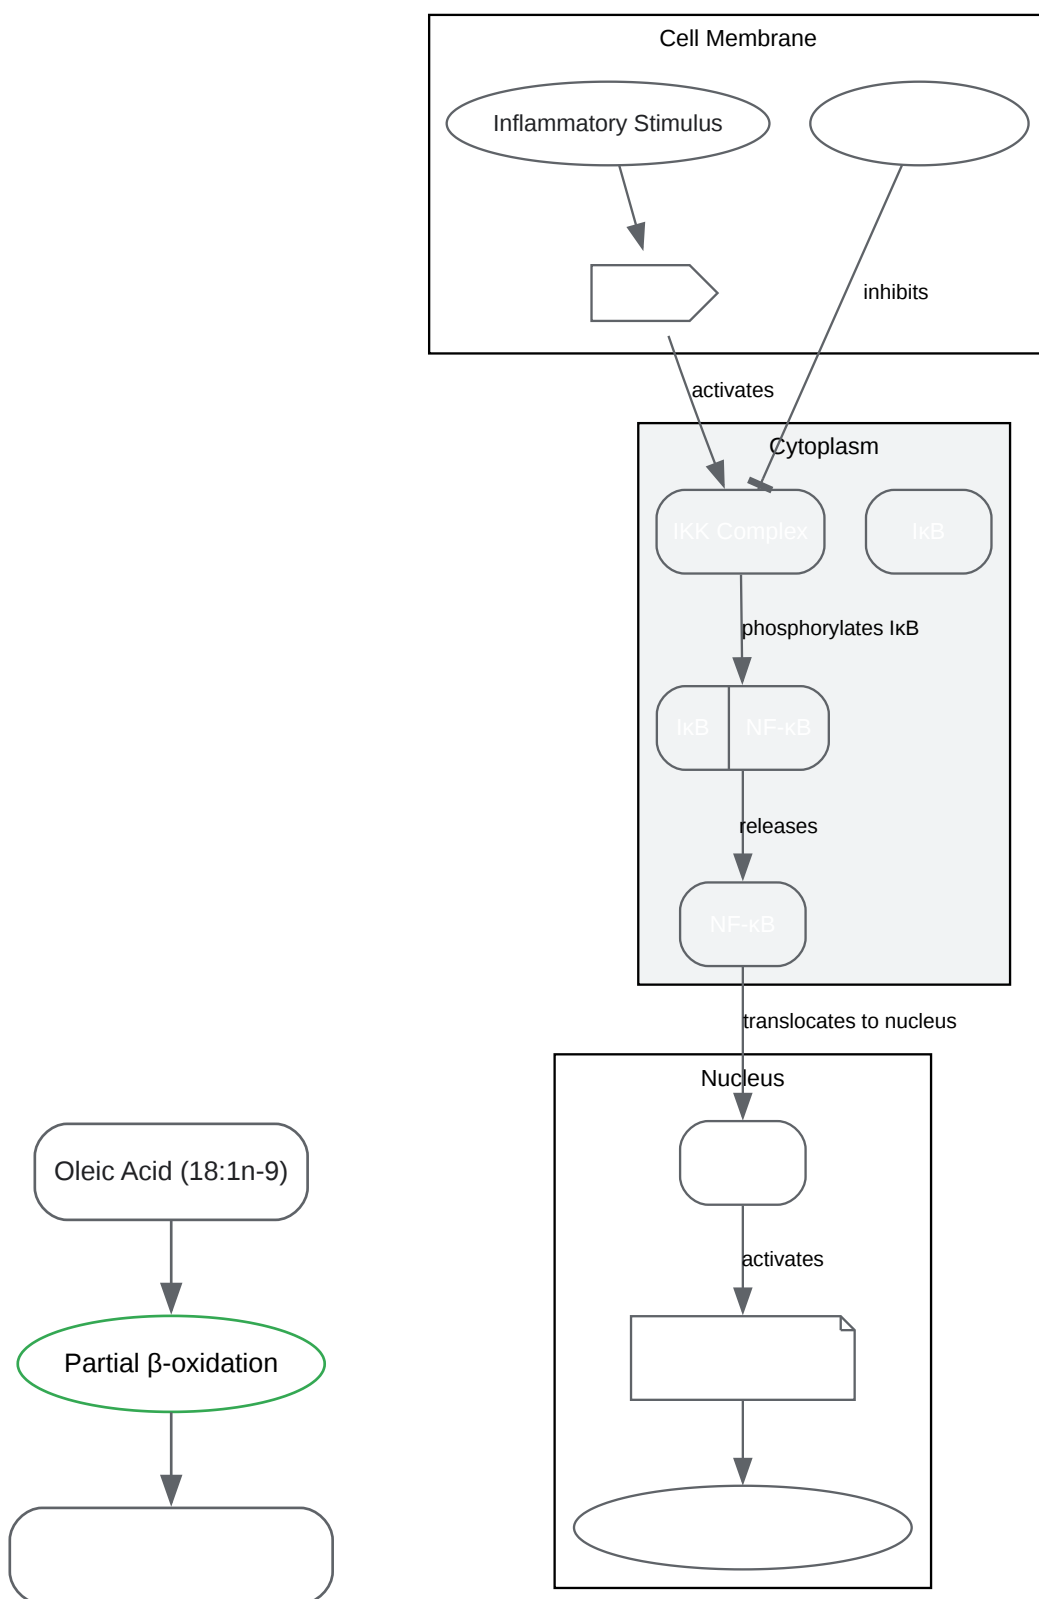 Cell Membrane
Inflammatory Stimulus
inhibits
activates
Cytoplasm
IKK Complex
IκB
phosphorylates IκB
IκB
NF-κB
releases
NF-κB
translocates to nucleus
Nucleus
activates
Oleic Acid (18:1n-9)
Partial β-oxidation